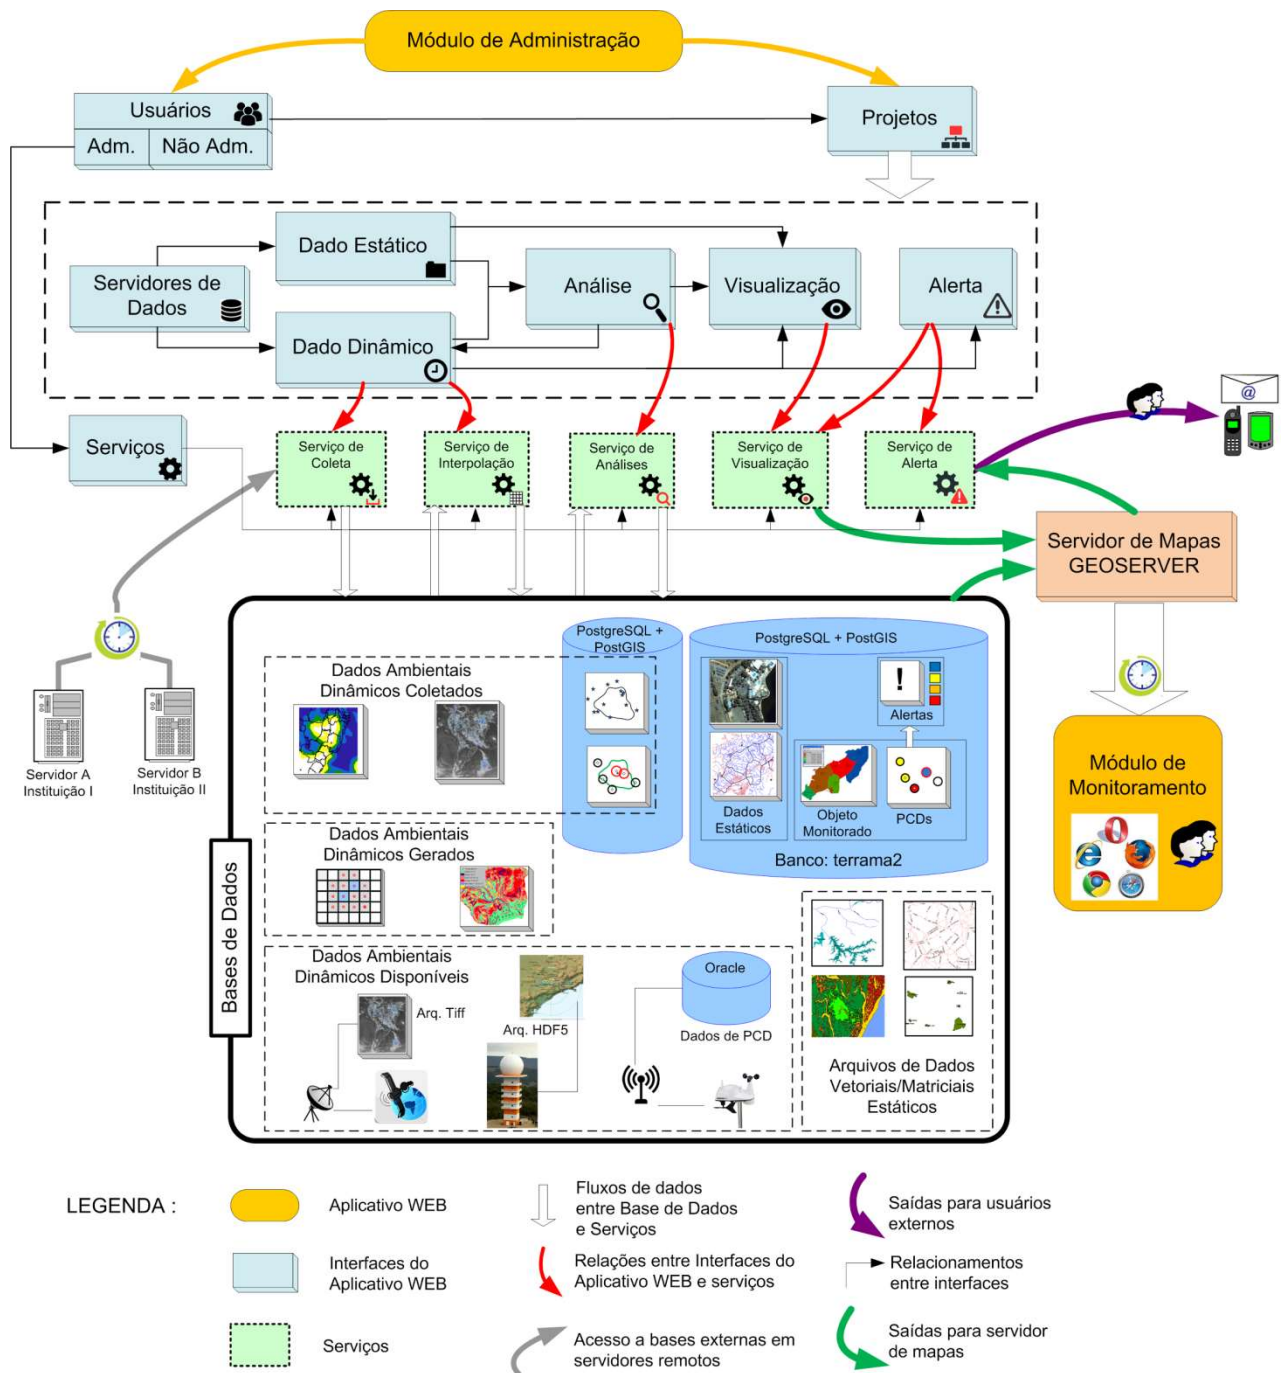 Módulo de Administração
Usuários
Adm.
Não Adm.
Projetos
Dado Estático
Servidores de
Dados
Análise
Visualização
Alerta
Dado Dinâmico
Serviços
Serviço de
Coleta
Serviço de
Interpolação
Serviço de
Análises
Serviço de
Visualização
Serviço de
Alerta
@
Servidor de Mapas
GEOSERVER
Servidor A
Instituição I
Servidor B
Instituição II
Bases de Dados
Dados Ambientais
Dinâmicos Coletados
PostgreSQL +
PostGIS
PostgreSQL + PostGIS
!
Alertas
Dados
Estáticos
Objeto
Monitorado
PCDs
Banco: terrama2
Módulo de
Monitoramento
Dados Ambientais
Dinâmicos Gerados
Dados Ambientais
Dinâmicos Disponíveis
Arq. Tiff
Arq. HDF5
Oracle
Dados de PCD
Arquivos de Dados
Vetoriais/Matriciais
Estáticos
LEGENDA :
Aplicativo WEB
Fluxos de dados
entre Base de Dados
e Serviços
Saídas para usuários
externos
Interfaces do
Aplicativo WEB
Relações entre Interfaces do
Aplicativo WEB e serviços
Relacionamentos
entre interfaces
Serviços
Acesso a bases externas em
servidores remotos
Saídas para servidor
de mapas